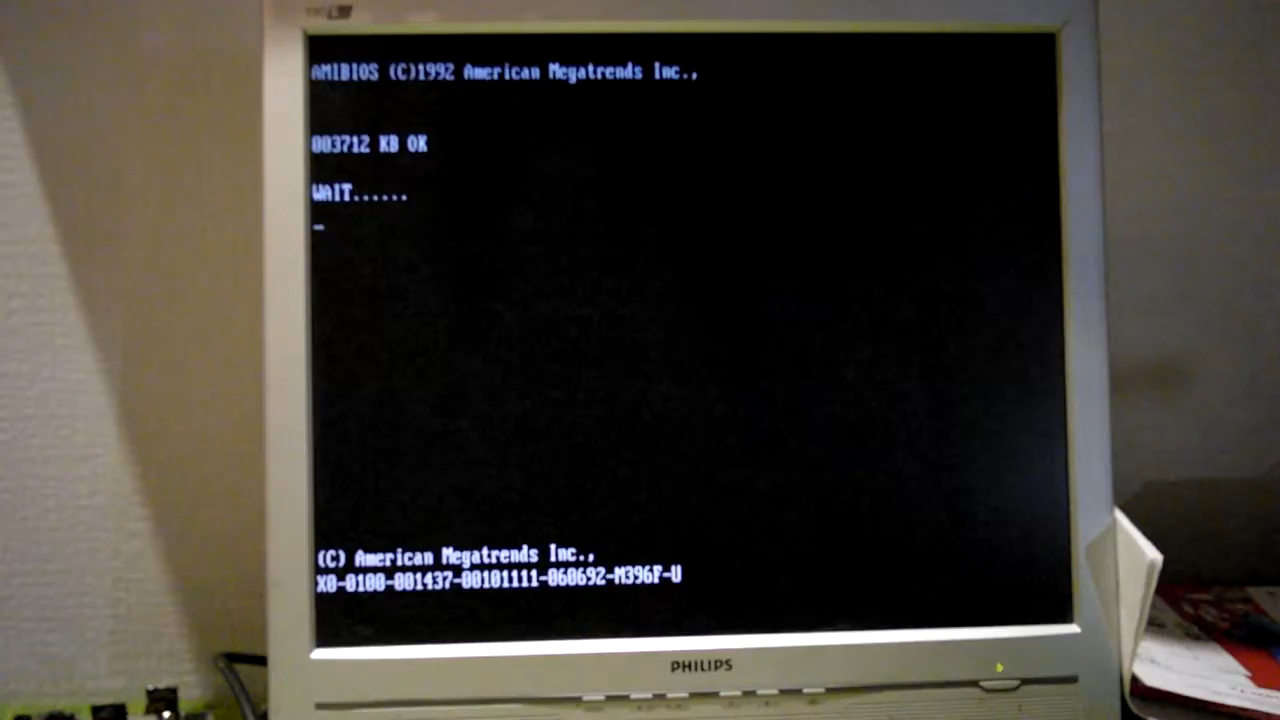 AMIBIOS (C)1992 American Megatrends Inc.,
003712 KB OK
WAIT......
(C) American Megatrends Inc.,
X0-0100-001437-00101111-060692-M396F-U
PHILIPS